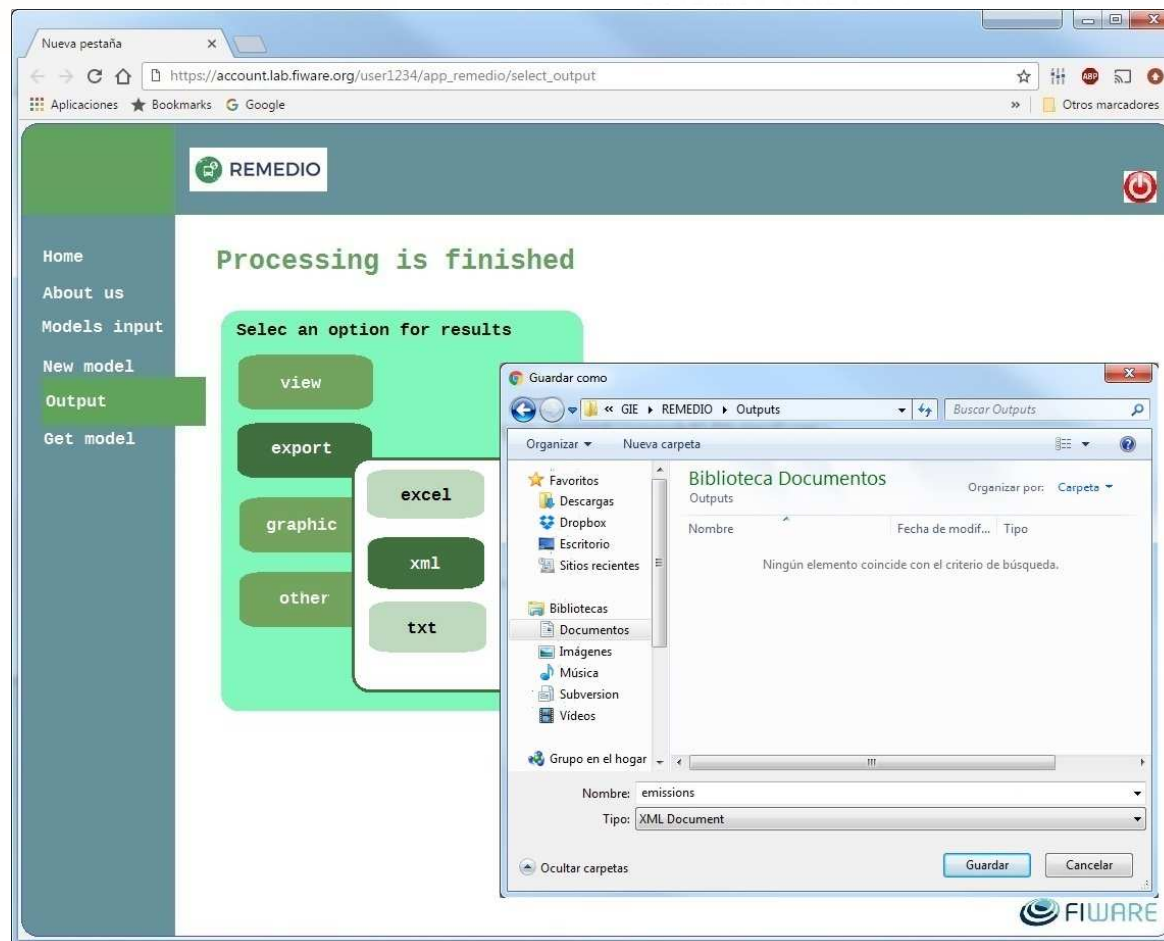 Nueva pestaña
https://account.lab.fiware.org/user1234/app_remedio/select_output
ABP
Aplicaciones Bookmarks G Google » Otros marcadores
REMEDIO
Home
About us
Models input
New model
Output
Get model
Processing is finished
Selec an option for results
view
export
graphic
other
excel
xml
txt
Guardar como
« GIE REMEDIO Outputs
Buscar Outputs
Organizar Nueva carpeta
Favoritos
Descargas
Dropbox
Escritorio
Sitios recientes
Bibliotecas
Documentos
Imágenes
Música
Subversion
Vídeos
Grupo en el hogar
Biblioteca Documentos
Outputs
Organizar por: Carpeta
Nombre Fecha de modif... Tipo
Ningún elemento coincide con el criterio de búsqueda.
Nombre: emissions
Tipo: XML Document
Ocultar carpetas
Guardar Cancelar
FIWARE